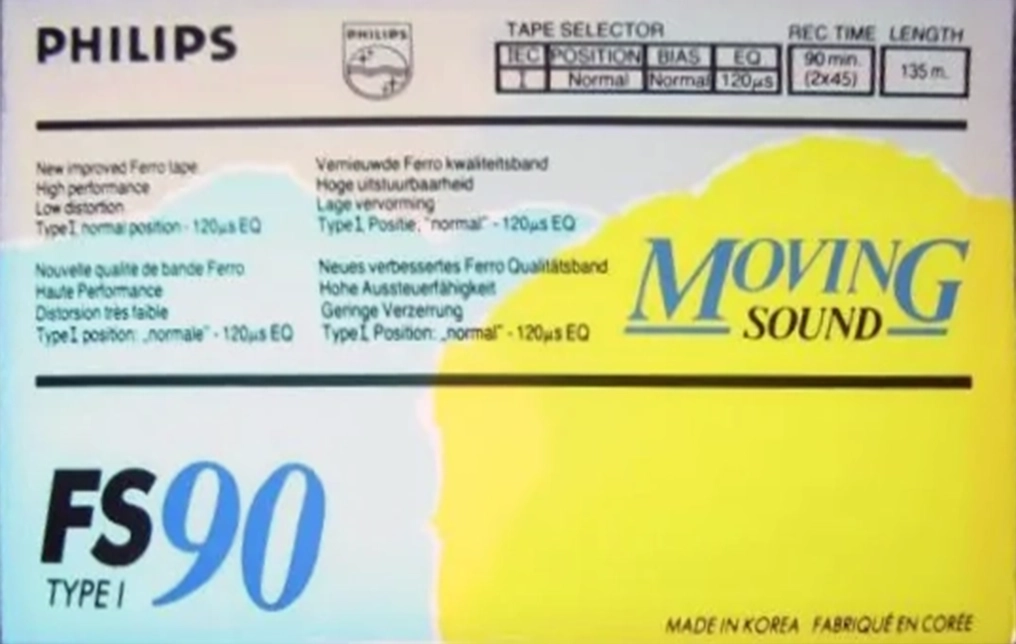 PHILIPS
PHILIPS
TAPE SELECTOR
IEC POSITION BIAS EQ
I Normal Normal 120µs
REC TIME
90 min.
(2x45)
LENGTH
135 m.
New improved Ferro tape
High performance
Low distortion
Type I normal position - 120µs EQ
Vernieuwde Ferro kwaliteitsband
Hoge uitstuurbaarheid
Lage vervorming
Type I, Positie: "normal" - 120µs EQ
Nouvelle qualité de bande Ferro
Haute Performance
Distorsion très faible
Type I position: „normale" - 120µs EQ
Neues verbessertes Ferro Qualitätsband
Hohe Aussteuerfähigkeit
Geringe Verzerrung
Type I, Position: „normal" - 120µs EQ
MOVING
SOUND
FS90
TYPE I
MADE IN KOREA FABRIQUÉ EN CORÉE